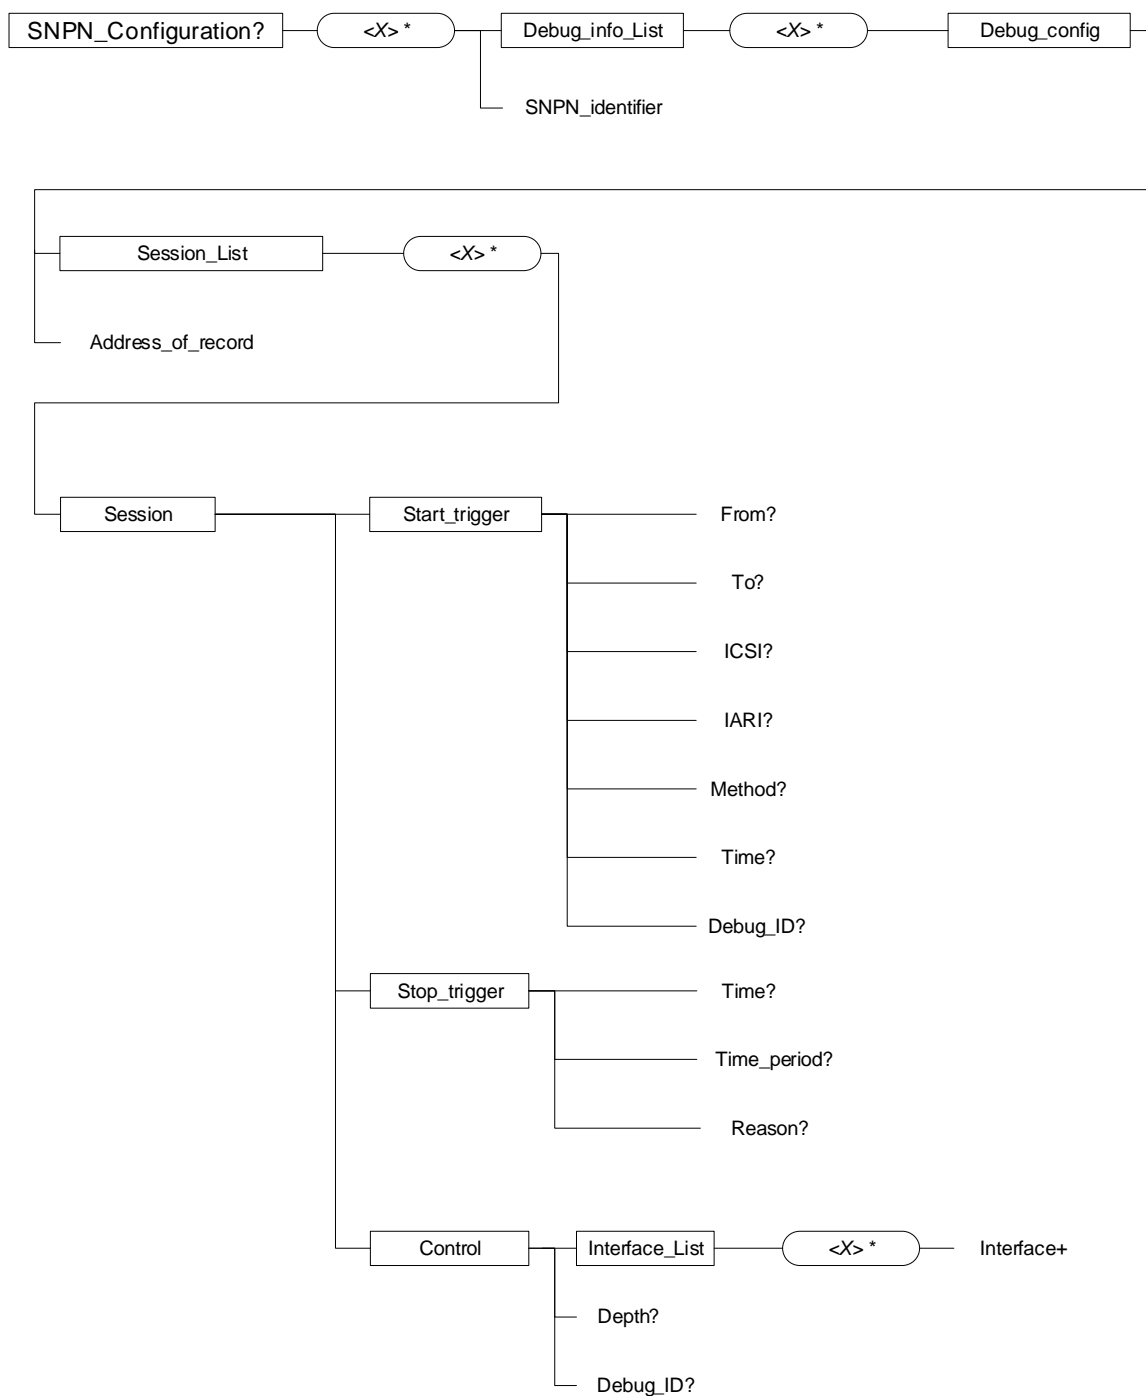 SNPN_Configuration? <X> * Debug_info_List <X> * Debug_config
SNPN_identifier
Session_List <X> *
Address_of_record
Session Start_trigger From?
To?
ICSI?
IARI?
Method?
Time?
Debug_ID?
Stop_trigger Time?
Time_period?
Reason?
Control Interface_List <X> * Interface+
Depth?
Debug_ID?